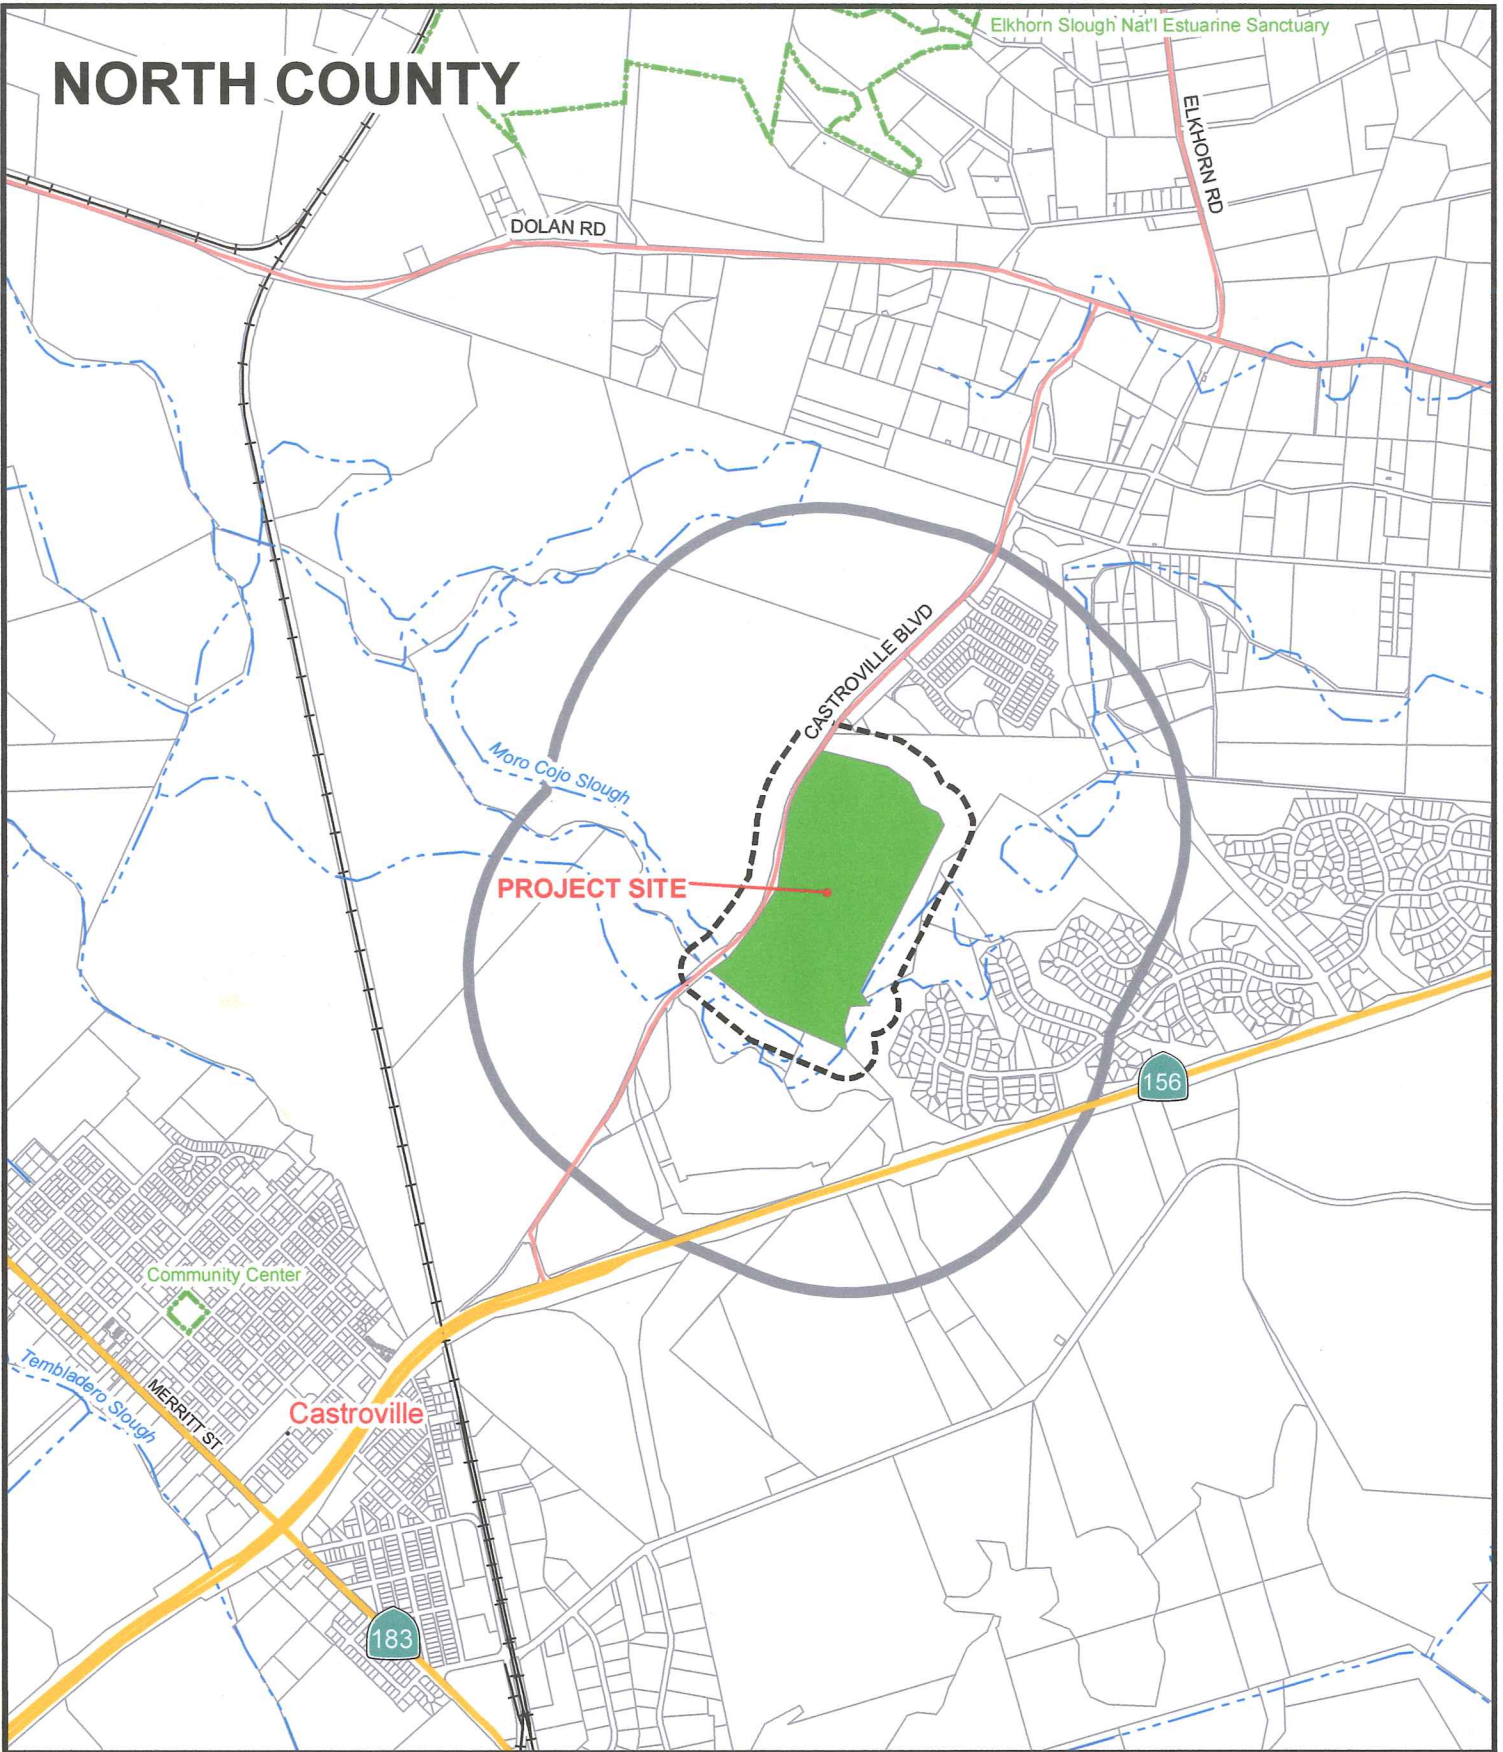 Elkhorn Slough Nat'l Estuarine Sanctuary
NORTH COUNTY
ELKHORN RD
DOLAN RD
CASTROVILLE BLVD
Moro Cojo Slough
PROJECT SITE
156
Community Center
Tembladero Slough
MERRITT ST
Castroville
183